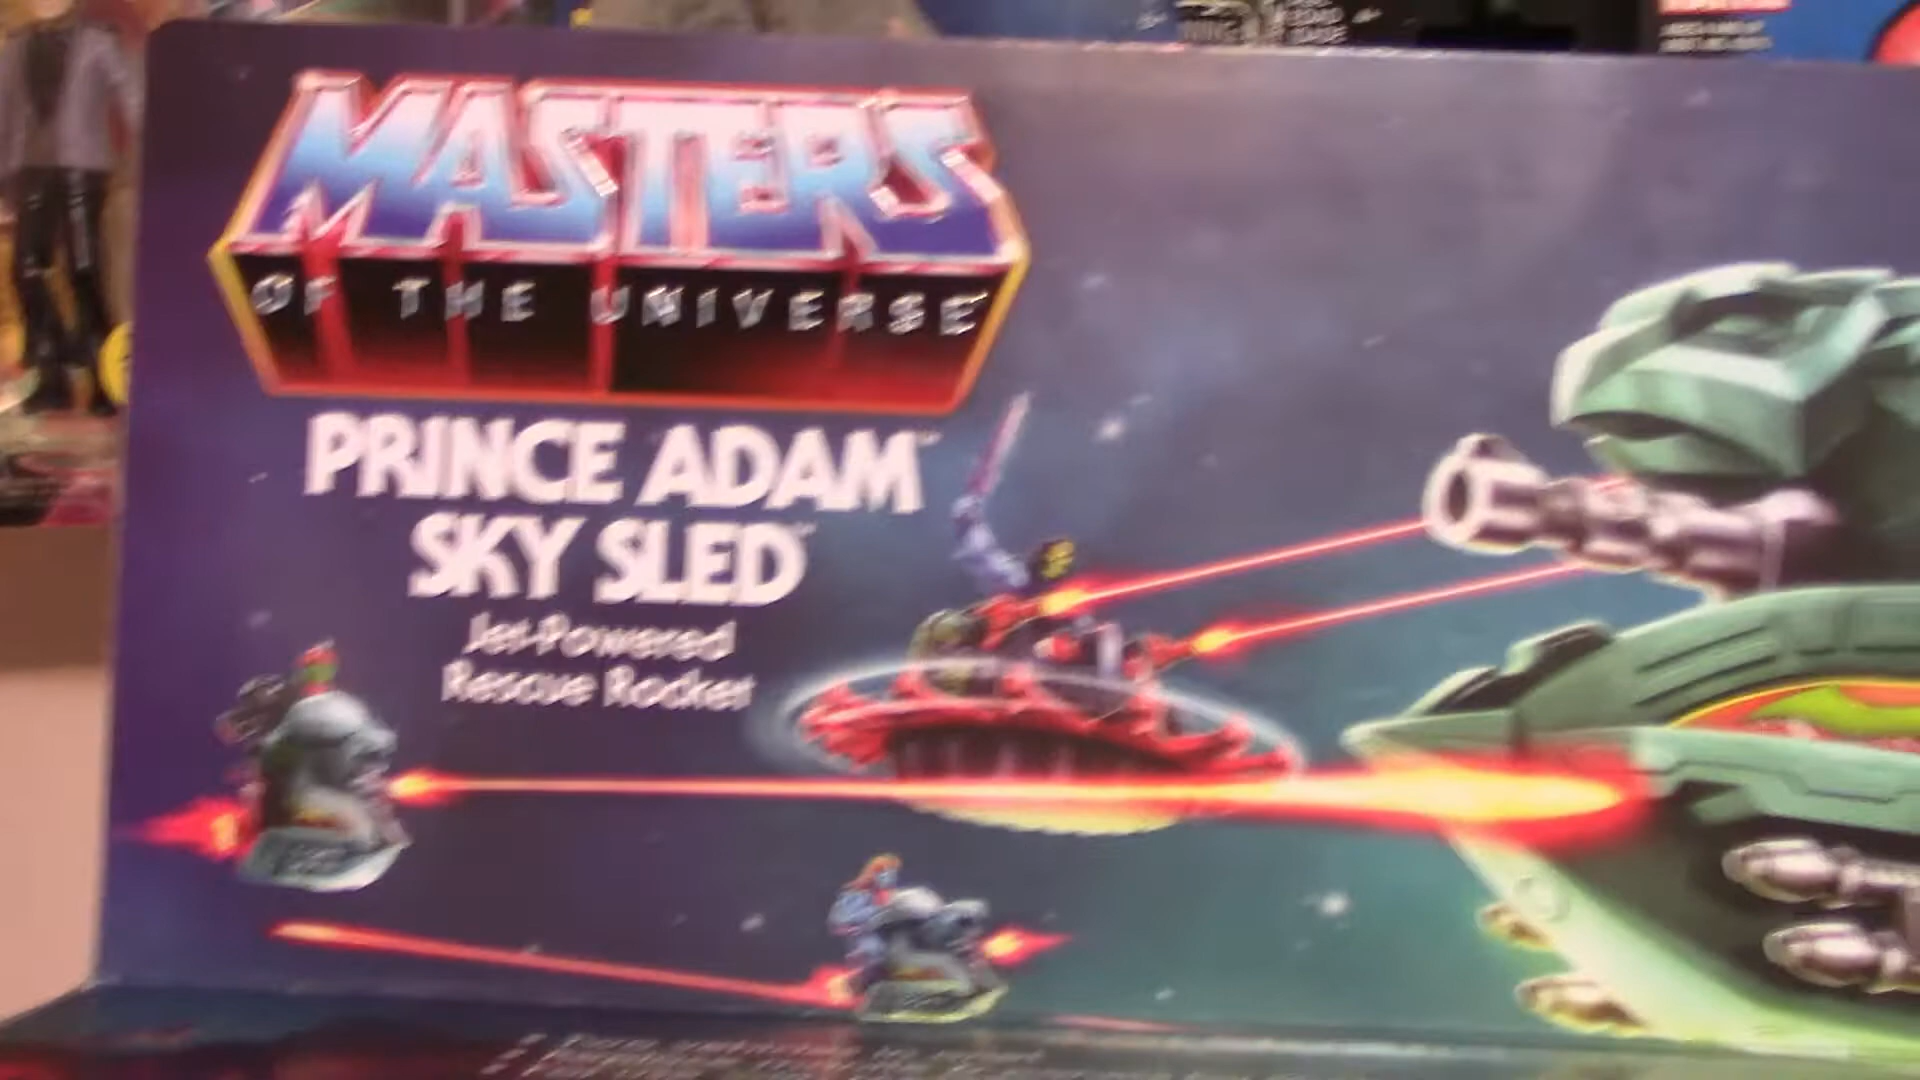 MASTERS
OF THE UNIVERSE
PRINCE ADAM™
SKY SLED™
Jet-Powered
Rescue Rocket